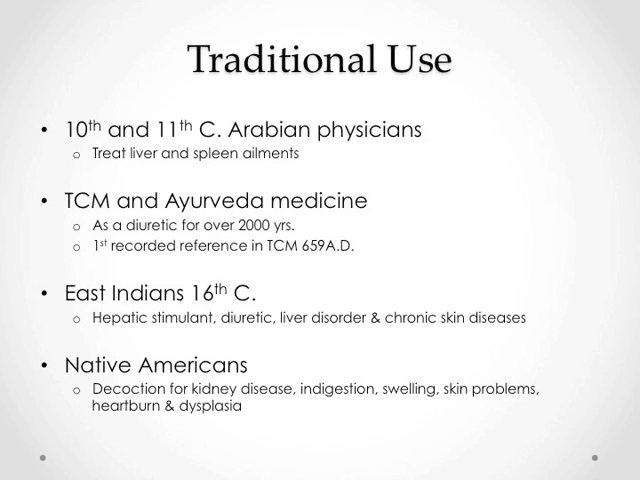 Traditional Use
• 10th and 11th C. Arabian physicians
o Treat liver and spleen ailments
• TCM and Ayurveda medicine
o As a diuretic for over 2000 yrs.
o 1st recorded reference in TCM 659A.D.
• East Indians 16th C.
o Hepatic stimulant, diuretic, liver disorder & chronic skin diseases
• Native Americans
o Decoction for kidney disease, indigestion, swelling, skin problems,
heartburn & dysplasia